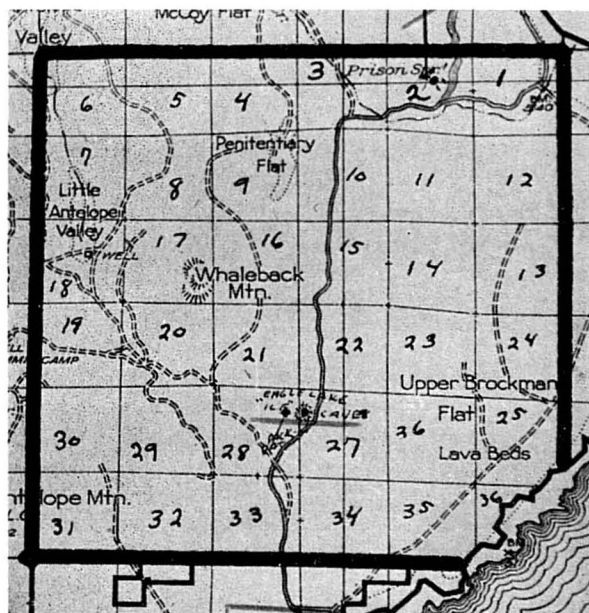 McCoy Flat
Valley
3
Prison Spr.
1
2
6
5
4
7
Penitentiary
Flat
8
9
10
11
12
Little
Antelope
Valley
17
16
15
14
13
WELL
18
Whaleback
Mtn.
19
20
21
22
23
24
CAMP
"EAGLE LAKE
ICE"
CAVES
Upper Brockman
Flat
25
30
29
28
27
26
Lava Beds
36
Mtn.
31
32
33
34
35